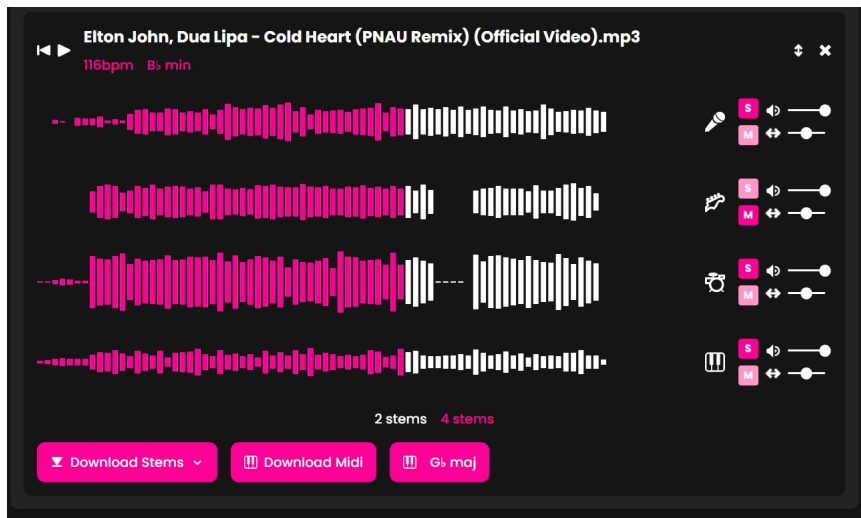 Elton John, Dua Lipa - Cold Heart (PNAU Remix) (Official Video).mp3
116bpm B♭ min
S
M
S
M
S
M
S
M
2 stems 4 stems
Download Stems
Download Midi
G♭ maj